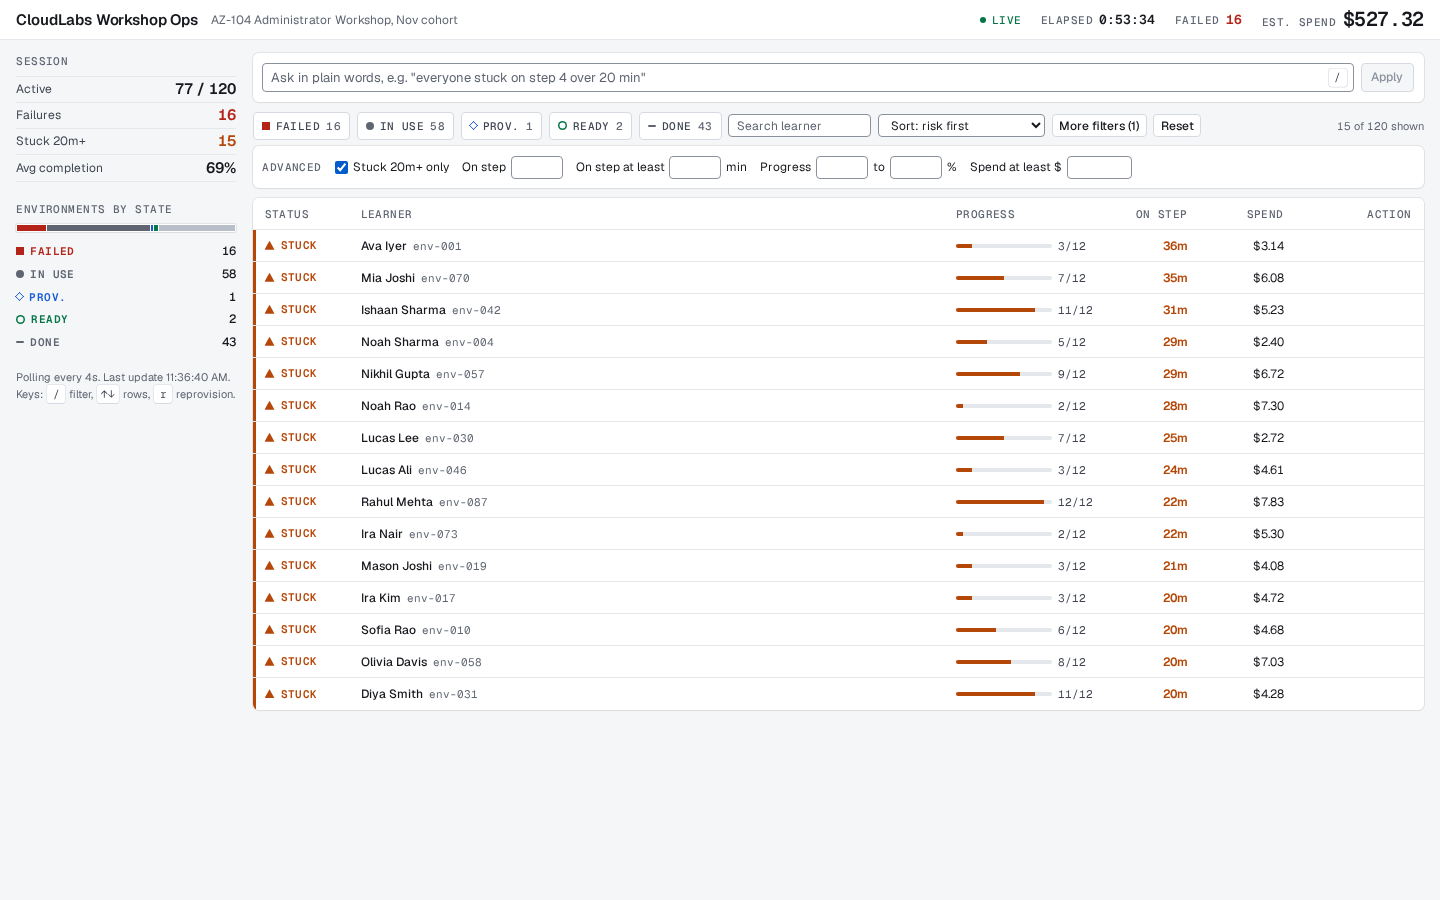 CloudLabs Workshop Ops AZ-104 Administrator Workshop, Nov cohort LIVE ELAPSED 0:53:34 FAILED 16 EST. SPEND $527.32
SESSION
Active 77 / 120
Failures 16
Stuck 20m+ 15
Avg completion 69%
ENVIRONMENTS BY STATE
FAILED 16
IN USE 58
PROV. 1
READY 2
DONE 43
Polling every 4s. Last update 11:36:40 AM.
Keys: / filter, ↑↓ rows, r reprovision.
Ask in plain words, e.g. "everyone stuck on step 4 over 20 min" / Apply
FAILED 16 IN USE 58 PROV. 1 READY 2 DONE 43 Search learner Sort: risk first More filters (1) Reset 15 of 120 shown
ADVANCED Stuck 20m+ only On step On step at least min Progress to % Spend at least $
STATUS LEARNER PROGRESS ON STEP SPEND ACTION
STUCK Ava Iyer env-001 3/12 36m $3.14
STUCK Mia Joshi env-070 7/12 35m $6.08
STUCK Ishaan Sharma env-042 11/12 31m $5.23
STUCK Noah Sharma env-004 5/12 29m $2.40
STUCK Nikhil Gupta env-057 9/12 29m $6.72
STUCK Noah Rao env-014 2/12 28m $7.30
STUCK Lucas Lee env-030 7/12 25m $2.72
STUCK Lucas Ali env-046 3/12 24m $4.61
STUCK Rahul Mehta env-087 12/12 22m $7.83
STUCK Ira Nair env-073 2/12 22m $5.30
STUCK Mason Joshi env-019 3/12 21m $4.08
STUCK Ira Kim env-017 3/12 20m $4.72
STUCK Sofia Rao env-010 6/12 20m $4.68
STUCK Olivia Davis env-058 8/12 20m $7.03
STUCK Diya Smith env-031 11/12 20m $4.28